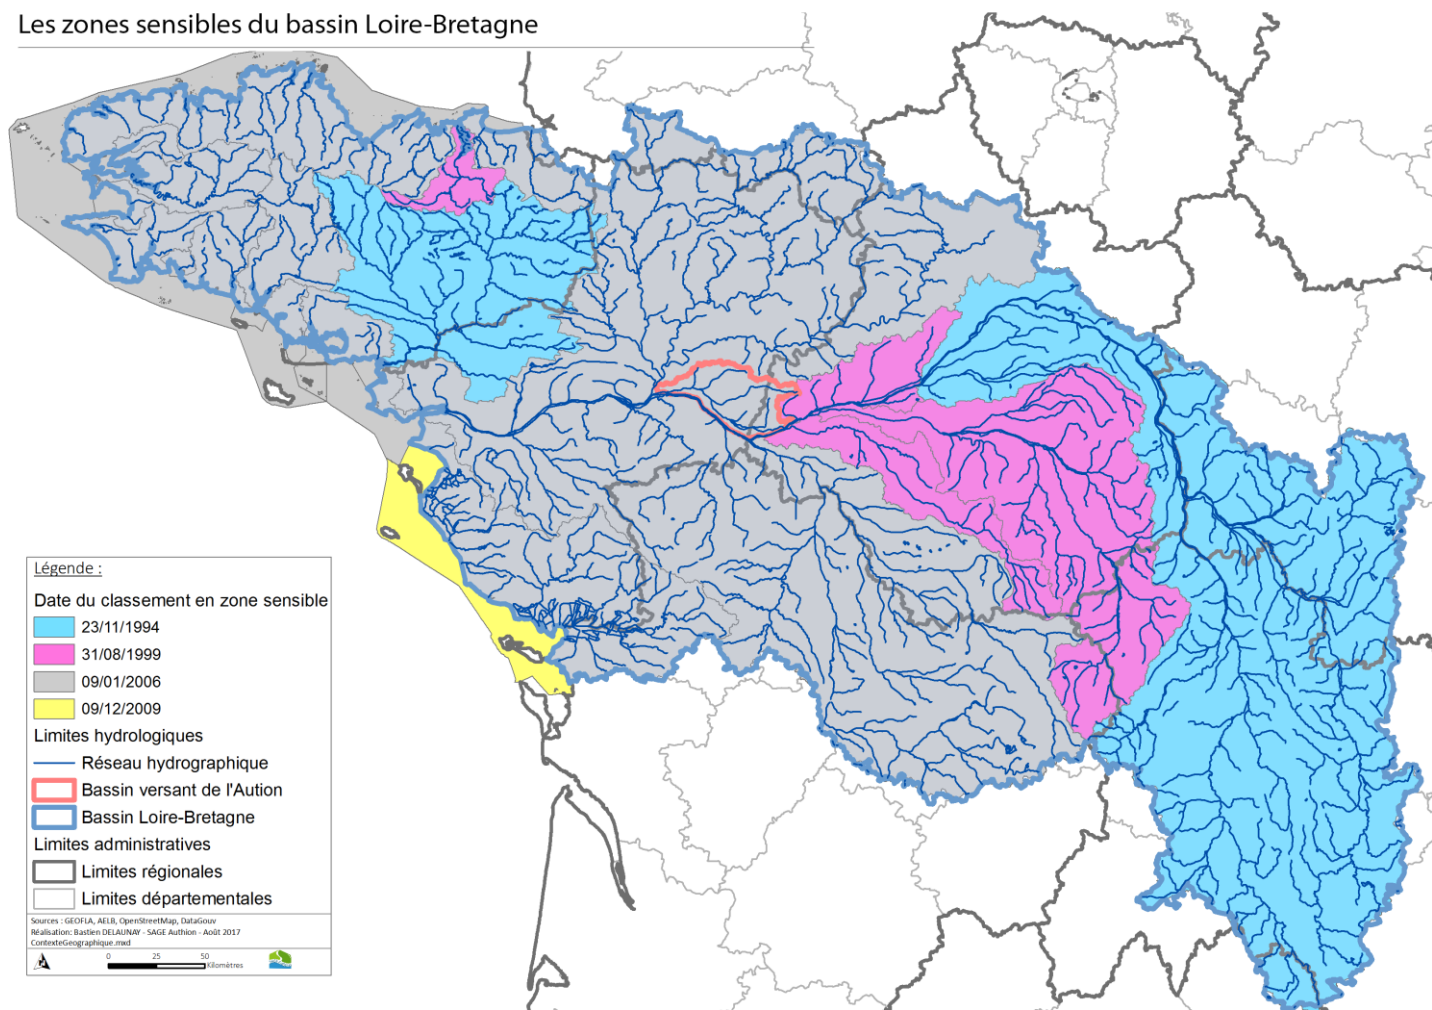 Les zones sensibles du bassin Loire-Bretagne
Légende :
Date du classement en zone sensible
23/11/1994
31/08/1999
09/01/2006
09/12/2009
Limites hydrologiques
Réseau hydrographique
Bassin versant de l'Aution
Bassin Loire-Bretagne
Limites administratives
Limites régionales
Limites départementales
Sources : GEOFLA, AELB, OpenStreetMap, DataGouv
Réalisation: Bastien DELAUNAY - SAGE Authion - Août 2017
ContexteGeographique.mxd
0 25 50
Kilomètres